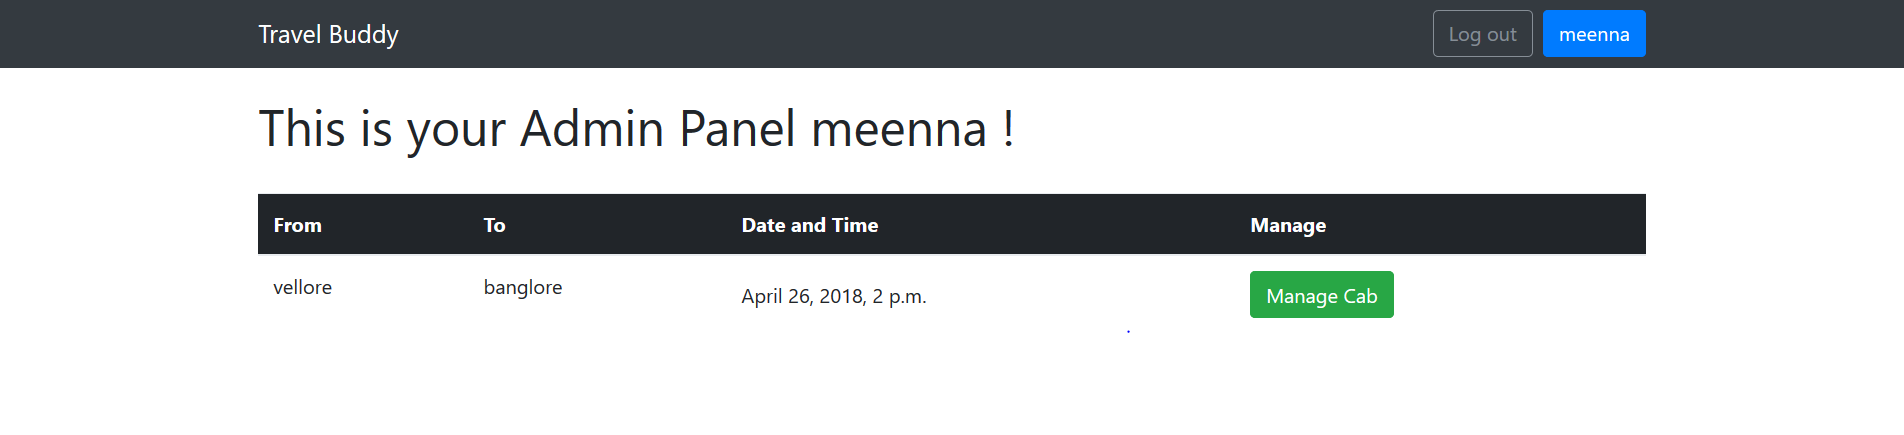 Travel Buddy Log out meenna
This is your Admin Panel meenna !
From To Date and Time Manage
vellore banglore April 26, 2018, 2 p.m. Manage Cab